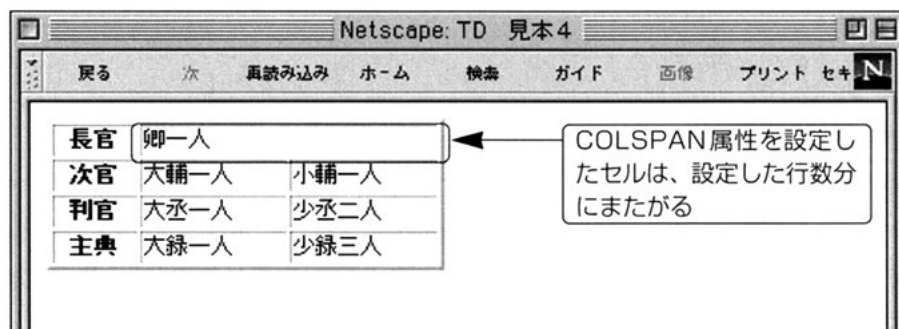 Netscape: TD 見本4
戻る 次 再読み込み ホーム 検索 ガイド 画像 プリント セキ N
長官 卿一人
次官 大輔一人 小輔一人
判官 大丞一人 少丞二人
主典 大録一人 少録三人
COLSPAN属性を設定し
たセルは、設定した行数分
にまたがる